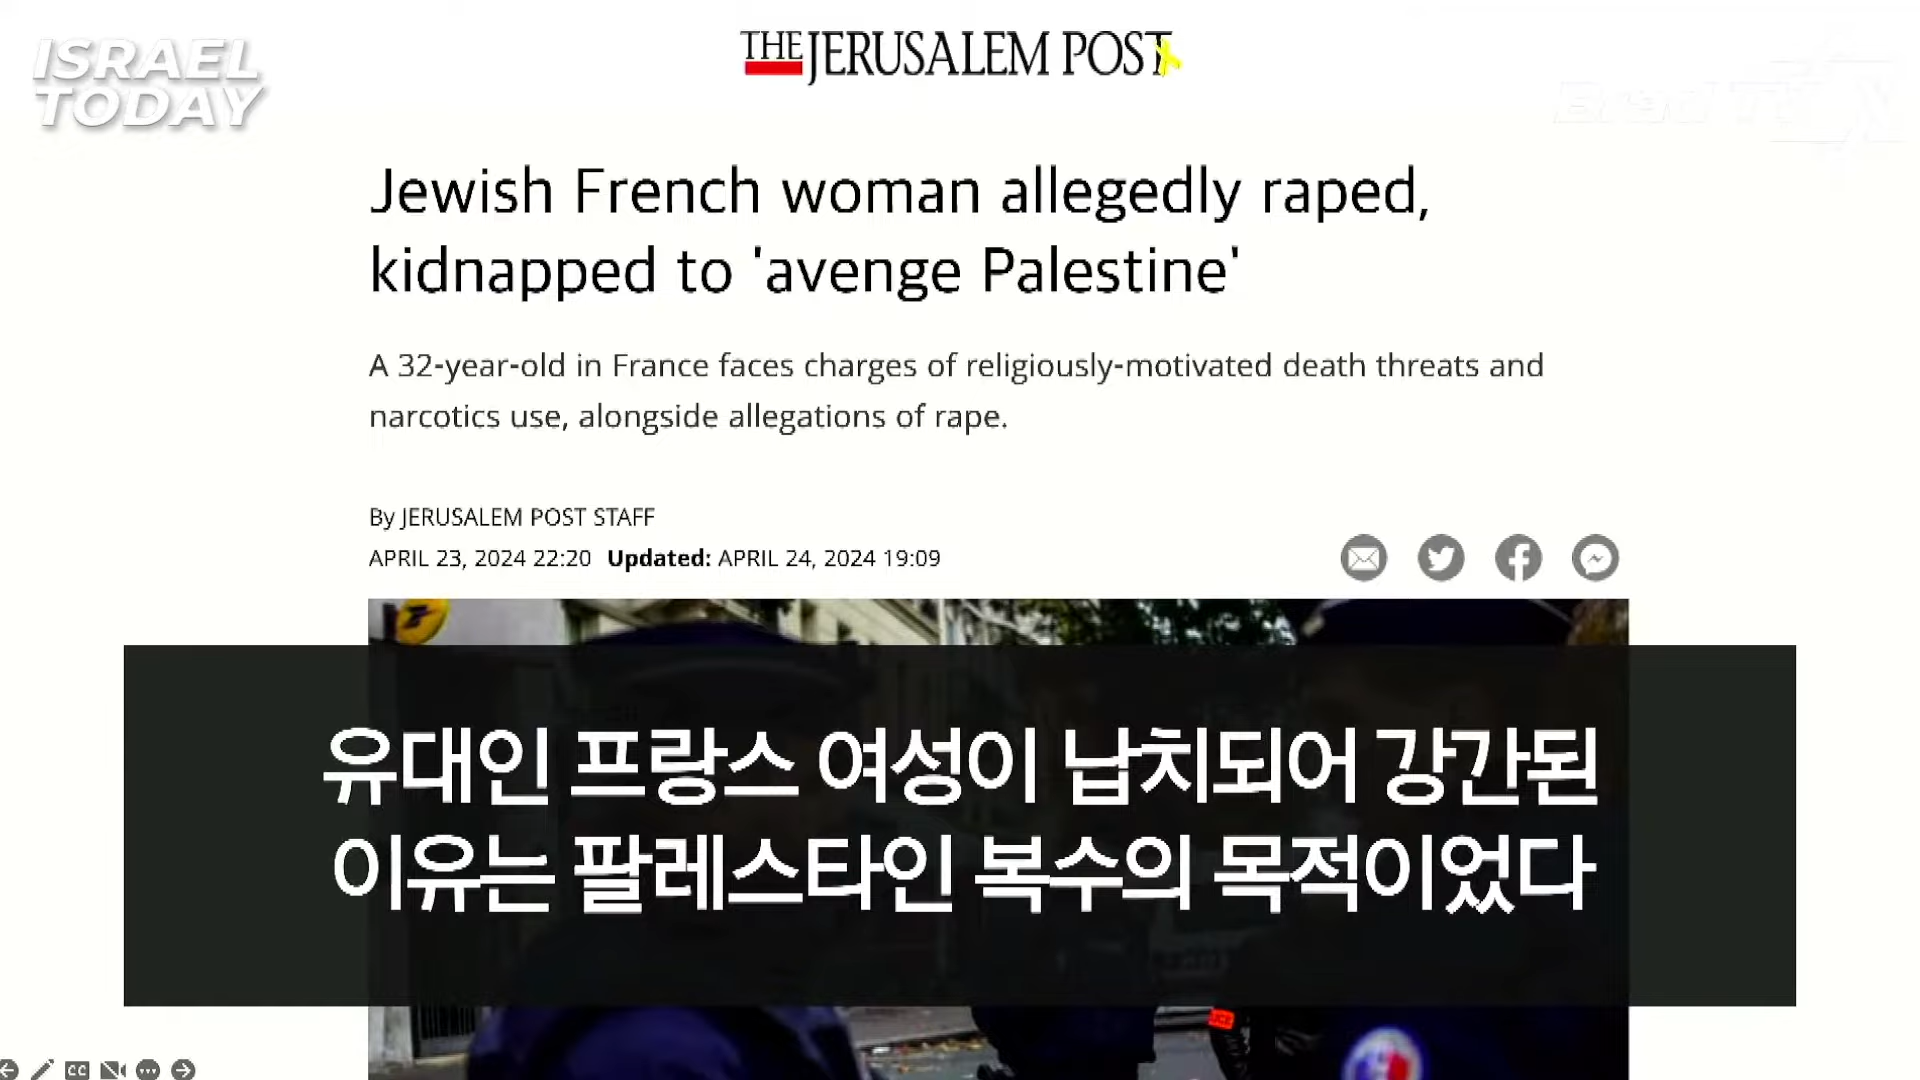 ISRAEL
TODAY
THE JERUSALEM POST
Jewish French woman allegedly raped,
kidnapped to 'avenge Palestine'
A 32-year-old in France faces charges of religiously-motivated death threats and
narcotics use, alongside allegations of rape.
By JERUSALEM POST STAFF
APRIL 23, 2024 22:20 Updated: APRIL 24, 2024 19:09
유대인 프랑스 여성이 납치되어 강간된
이유는 팔레스타인 복수의 목적이었다
CC